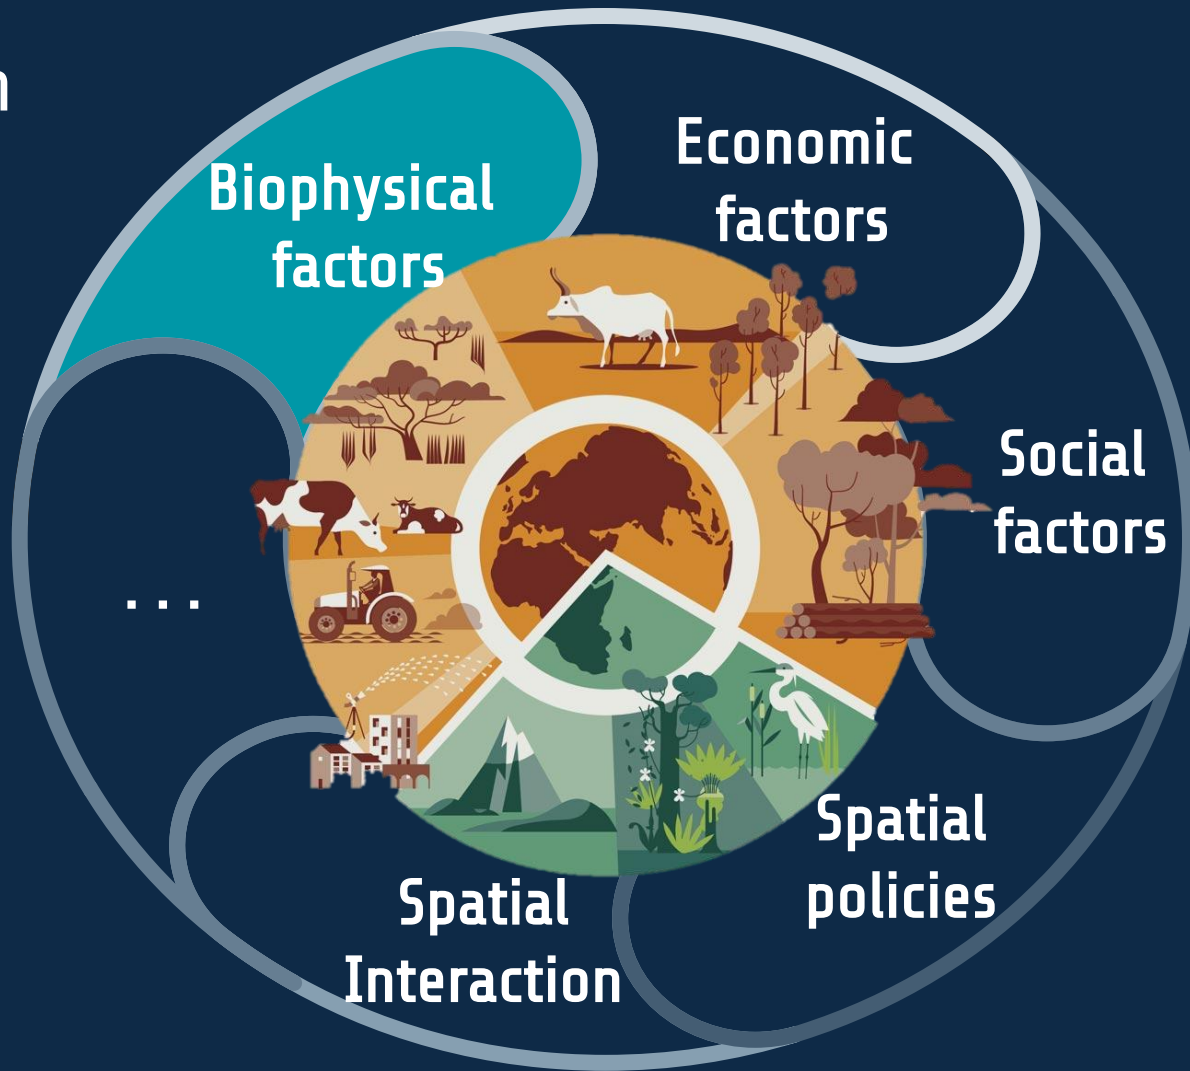 Biophysical
factors
Economic
factors
Social
factors
Spatial
policies
Spatial
Interaction
...